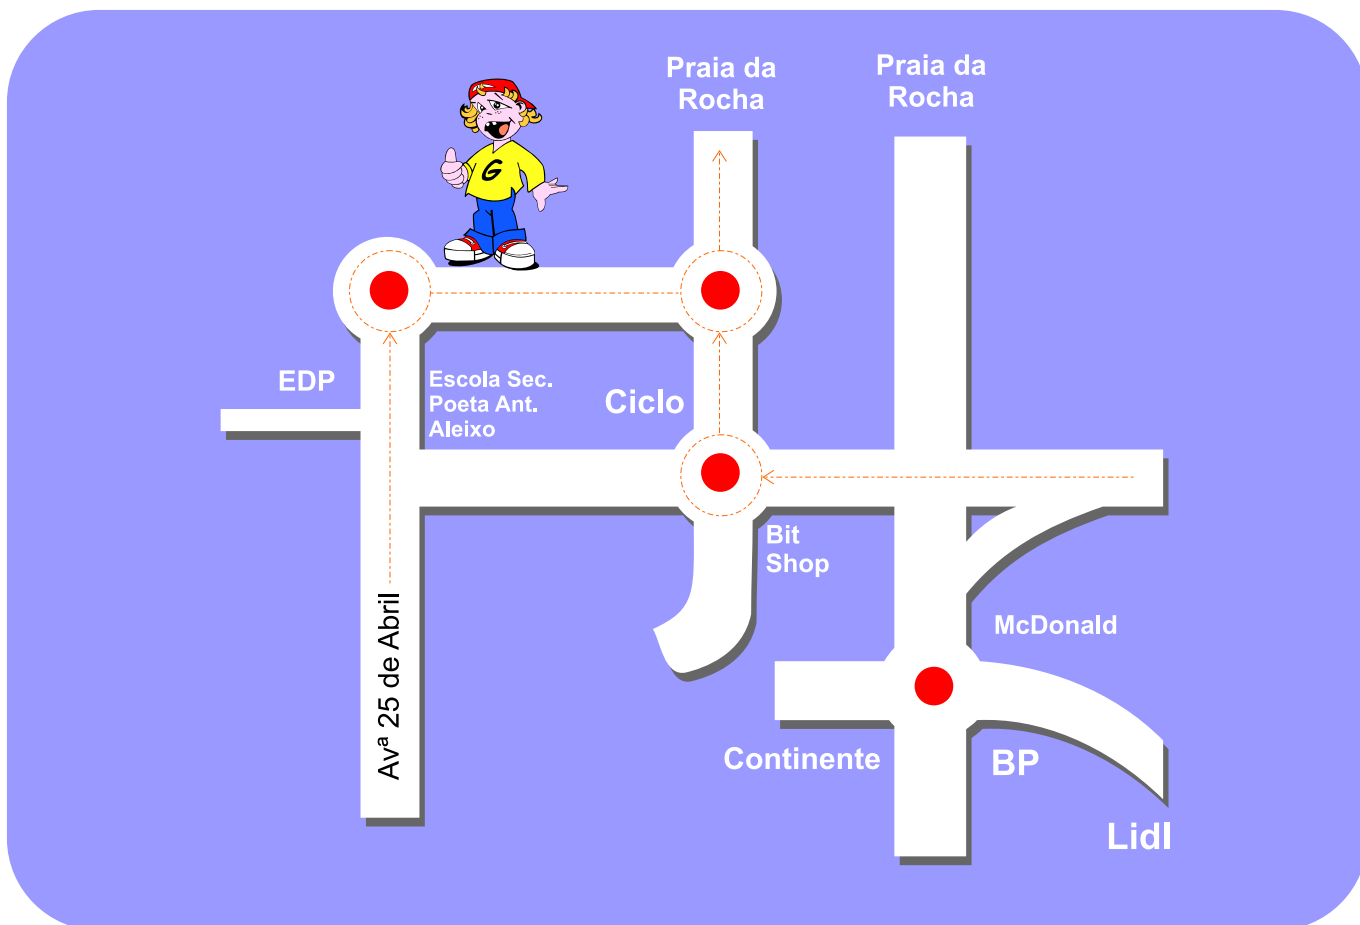 Praia da
Rocha
Praia da
Rocha
G
EDP
Escola Sec.
Poeta Ant.
Aleixo
Ciclo
Bit
Shop
Avª 25 de Abril
McDonald
Continente
BP
Lidl